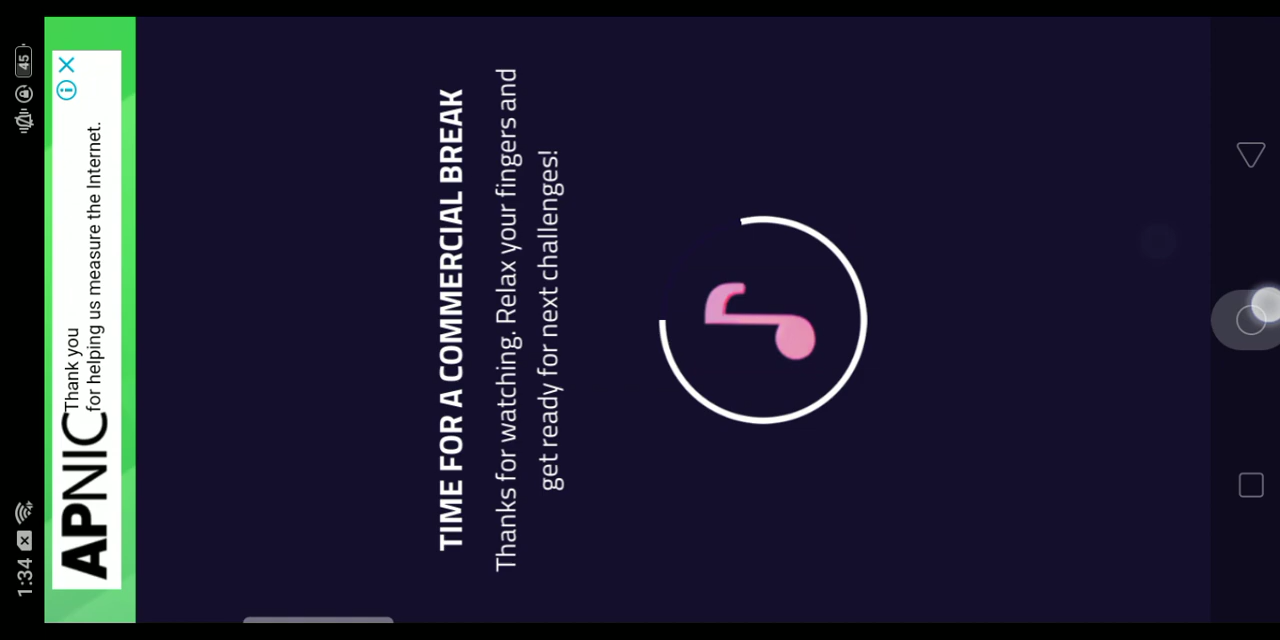 1:34
45
APNIC
Thank you
for helping us measure the Internet.
TIME FOR A COMMERCIAL BREAK
Thanks for watching. Relax your fingers and
get ready for next challenges!